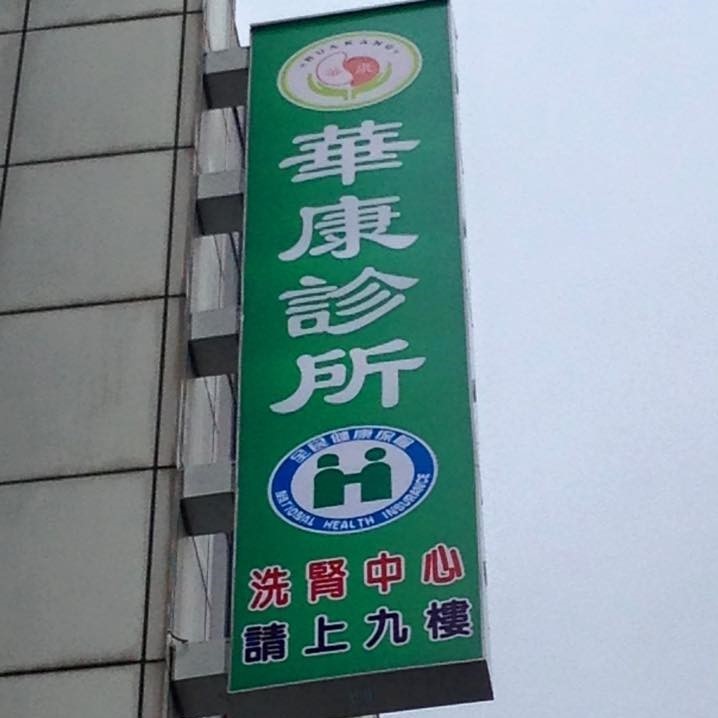 HUAKANG
華康
華康診所
全民健康保險
NATIONAL HEALTH INSURANCE
洗腎中心
請上九樓